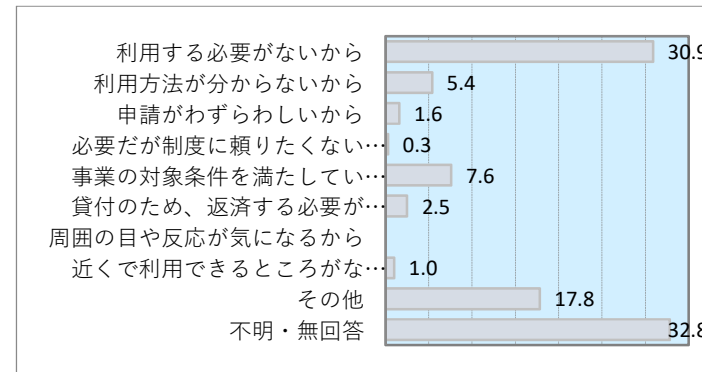 利用する必要がないから 30.9
利用方法が分からないから 5.4
申請がわずらわしいから 1.6
必要だが制度に頼りたくない… 0.3
事業の対象条件を満たしてい… 7.6
貸付のため、返済する必要が… 2.5
周囲の目や反応が気になるから
近くで利用できるところがな… 1.0
その他 17.8
不明・無回答 32.8